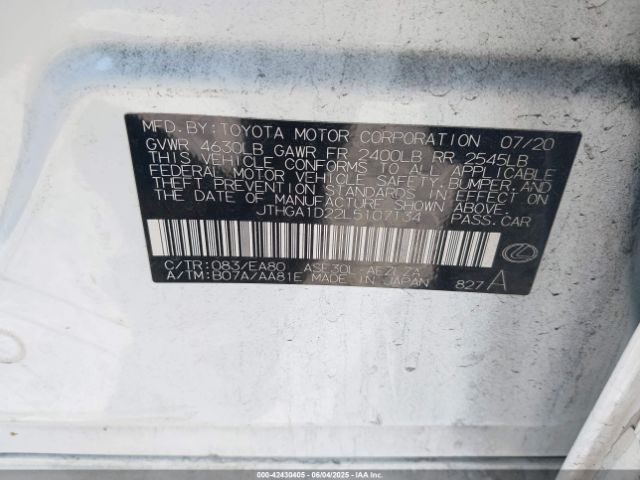 MFD. BY: TOYOTA MOTOR CORPORATION 07/20
GVWR 4630LB GAWR FR 2400LB RR 2545LB
THIS VEHICLE CONFORMS TO ALL APPLICABLE
FEDERAL MOTOR VEHICLE SAFETY, BUMPER, AND
THEFT PREVENTION STANDARDS IN EFFECT ON
THE DATE OF MANUFACTURE SHOWN ABOVE.
JTHGA1D22L5107134 PASS. CAR
C/TR: 083/EA80 ASE30L-AEZLZA
A/TM: B07A/AA81E MADE IN JAPAN 827 A
000-42430405 - 06/04/2025 - IAAI.COM